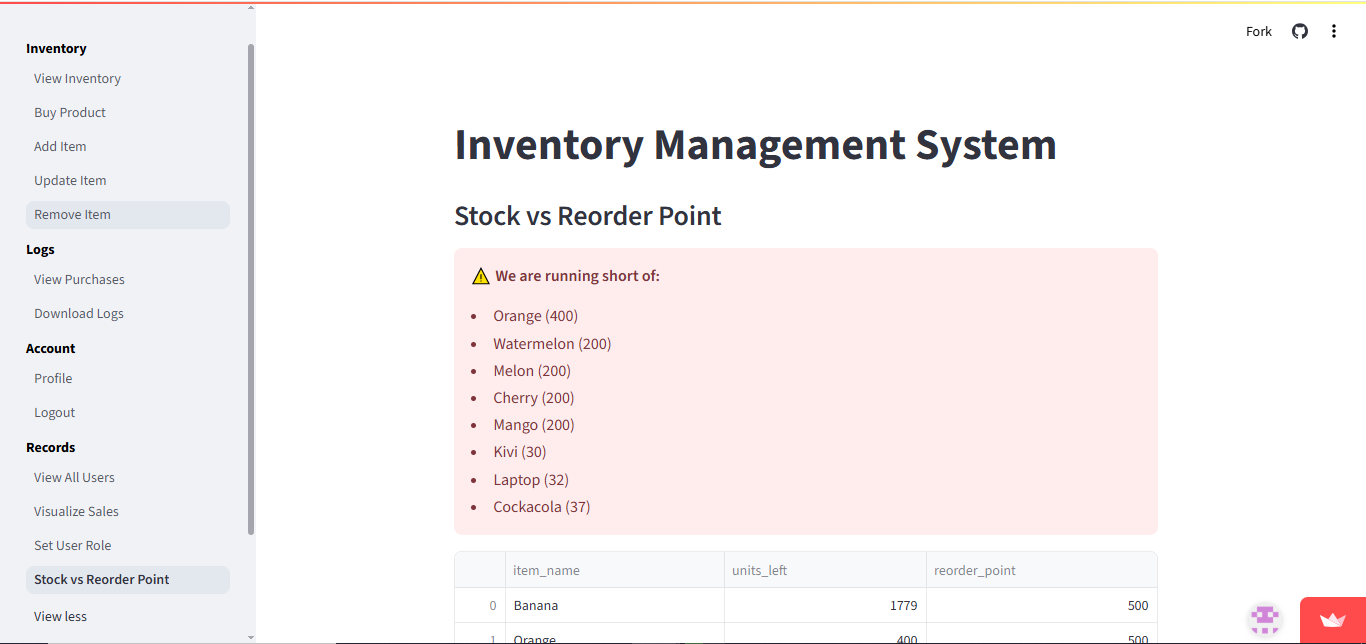 Inventory
View Inventory
Buy Product
Add Item
Update Item
Remove Item
Logs
View Purchases
Download Logs
Account
Profile
Logout
Records
View All Users
Visualize Sales
Set User Role
Stock vs Reorder Point
View less
Fork
Inventory Management System
Stock vs Reorder Point
⚠️ We are running short of:
• Orange (400)
• Watermelon (200)
• Melon (200)
• Cherry (200)
• Mango (200)
• Kivi (30)
• Laptop (32)
• Cockacola (37)
item_name units_left reorder_point
0 Banana 1779 500
1 Orange 400 500